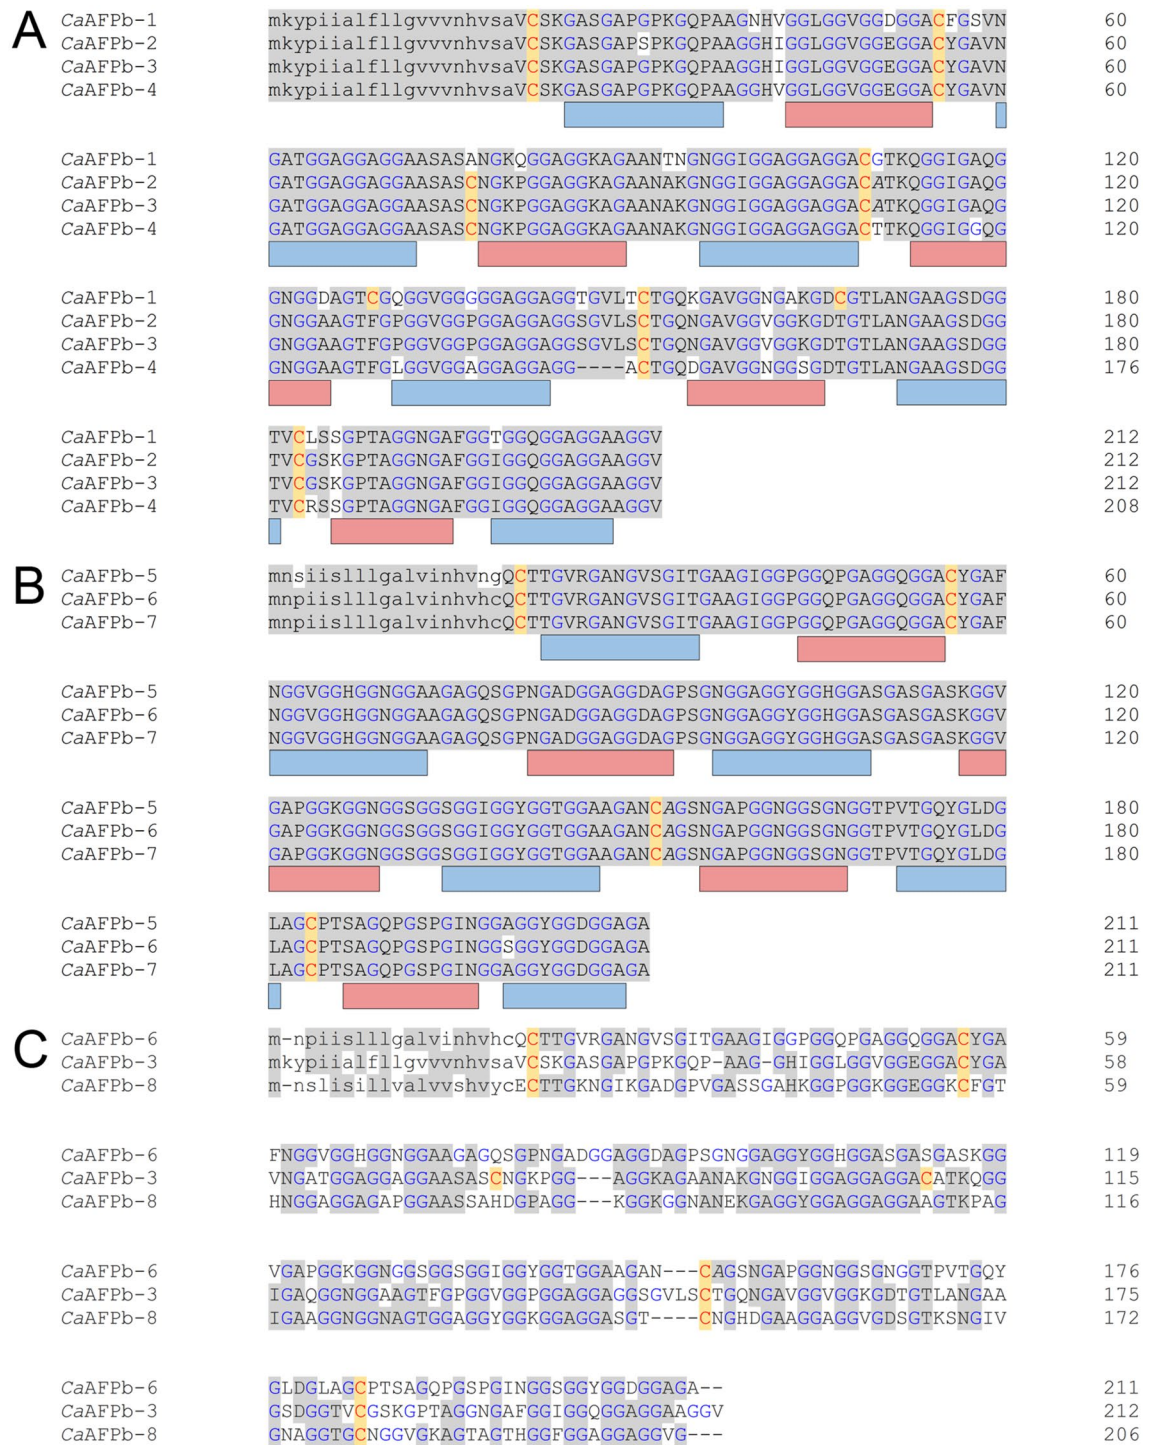 A
CaAFPb-1 mkypiialfllgvvvnhvsaVCSKGASGAPGPKGQPAAGNHVGGLGGVGGDGGACFGSVN 60
CaAFPb-2 mkypiialfllgvvvnhvsaVCSKGASGAPSPKGQPAAGGHIGGLGGVGGEGGACYGAVN 60
CaAFPb-3 mkypiialfllgvvvnhvsaVCSKGASGAPGPKGQPAAGGHIGGLGGVGGEGGACYGAVN 60
CaAFPb-4 mkypiialfllgvvvnhvsaVCSKGASGAPGPKGQPAAGGHVGGLGGVGGEGGACYGAVN 60
CaAFPb-1 GATGGAGGAGGAASASANGKQGGAGGKAGAANTNGNGGIGGAGGAGGACGTKQGGIGAQG 120
CaAFPb-2 GATGGAGGAGGAASASCNGKPGGAGGKAGAANAKGNGGIGGAGGAGGACATKQGGIGAQG 120
CaAFPb-3 GATGGAGGAGGAASASCNGKPGGAGGKAGAANAKGNGGIGGAGGAGGACATKQGGIGAQG 120
CaAFPb-4 GATGGAGGAGGAASASCNGKPGGAGGKAGAANAKGNGGIGGAGGAGGACTTKQGGIGGQG 120
CaAFPb-1 GNGGDAGTCGQGGVGGGGGAGGAGGTGVLTCTGQKGAVGGNGAKGDCGTLANGAAGSDGG 180
CaAFPb-2 GNGGAAGTFGPGGVGGPGGAGGAGGSGVLSCTGQNGAVGGVGGKGDTGTLANGAAGSDGG 180
CaAFPb-3 GNGGAAGTFGPGGVGGPGGAGGAGGSGVLSCTGQNGAVGGVGGKGDTGTLANGAAGSDGG 180
CaAFPb-4 GNGGAAGTFGLGGVGGAGGAGGAGG----ACTGQDGAVGGNGGSGDTGTLANGAAGSDGG 176
CaAFPb-1 TVCLSSGPTAGGNGAFGGTGGQGGAGGAAGGV 212
CaAFPb-2 TVCGSKGPTAGGNGAFGGIGGQGGAGGAAGGV 212
CaAFPb-3 TVCGSKGPTAGGNGAFGGIGGQGGAGGAAGGV 212
CaAFPb-4 TVCRSSGPTAGGNGAFGGIGGQGGAGGAAGGV 208
B
CaAFPb-5 mnsiislllgalvinhvngQCTTGVRGANGVSGITGAAGIGGPGGQPGAGGQGGACYGAF 60
CaAFPb-6 mnpiislllgalvinhvhcQCTTGVRGANGVSGITGAAGIGGPGGQPGAGGQGGACYGAF 60
CaAFPb-7 mnpiislllgalvinhvhcQCTTGVRGANGVSGITGAAGIGGPGGQPGAGGQGGACYGAF 60
CaAFPb-5 NGGVGGHGGNGGAAGAGQSGPNGADGGAGGDAGPSGNGGAGGYGGHGGASGASGASKGGV 120
CaAFPb-6 NGGVGGHGGNGGAAGAGQSGPNGADGGAGGDAGPSGNGGAGGYGGHGGASGASGASKGGV 120
CaAFPb-7 NGGVGGHGGNGGAAGAGQSGPNGADGGAGGDAGPSGNGGAGGYGGHGGASGASGASKGGV 120
CaAFPb-5 GAPGGKGGNGGSGGSGGIGGYGGTGGAAGANCAGSNGAPGGNGGSGNGGTPVTGQYGLDG 180
CaAFPb-6 GAPGGKGGNGGSGGSGGIGGYGGTGGAAGANCAGSNGAPGGNGGSGNGGTPVTGQYGLDG 180
CaAFPb-7 GAPGGKGGNGGSGGSGGIGGYGGTGGAAGANCAGSNGAPGGNGGSGNGGTPVTGQYGLDG 180
CaAFPb-5 LAGCPTSAGQPGSPGINGGAGGYGGDGGAGA 211
CaAFPb-6 LAGCPTSAGQPGSPGINGGSGGYGGDGGAGA 211
CaAFPb-7 LAGCPTSAGQPGSPGINGGAGGYGGDGGAGA 211
C
CaAFPb-6 m-npiislllgalvinhvhcQCTTGVRGANGVSGITGAAGIGGPGGQPGAGGQGGACYGA 59
CaAFPb-3 mkypiialfllgvvvnhvsaVCSKGASGAPGPKGQP-AAG-GHIGGLGGVGGEGGACYGA 58
CaAFPb-8 m-nslisillvalvvshvycECTTGKNGIKGADGPVGASSGAHKGGPGGKGGEGGKCFGT 59
CaAFPb-6 FNGGVGGHGGNGGAAGAGQSGPNGADGGAGGDAGPSGNGGAGGYGGHGGASGASGASKGG 119
CaAFPb-3 VNGATGGAGGAGGAASASCNGKPGG---AGGKAGAANAKGNGGIGGAGGAGGACATKQGG 115
CaAFPb-8 HNGGAGGAGAPGGAASSAHDGPAGG---KGGKGGNANEKGAGGYGGAGGAGGAAGTKPAG 116
CaAFPb-6 VGAPGGKGGNGGSGGSGGIGGYGGTGGAAGAN---CAGSNGAPGGNGGSGNGGTPVTGQY 176
CaAFPb-3 IGAQGGNGGAAGTFGPGGVGGPGGAGGAGGSGVLSCTGQNGAVGGVGGKGDTGTLANGAA 175
CaAFPb-8 IGAAGGNGGNAGTGGAGGYGGKGGAGGASGT----CNGHDGAAGGAGGVGDSGTKSNGIV 172
CaAFPb-6 GLDGLAGCPTSAGQPGSPGINGGSGGYGGDGGAGA-- 211
CaAFPb-3 GSDGGTVCGSKGPTAGGNGAFGGIGGQGGAGGAAGGV 212
CaAFPb-8 GNAGGTGCNGGVGKAGTAGTHGGFGGAGGAGGVG--- 206